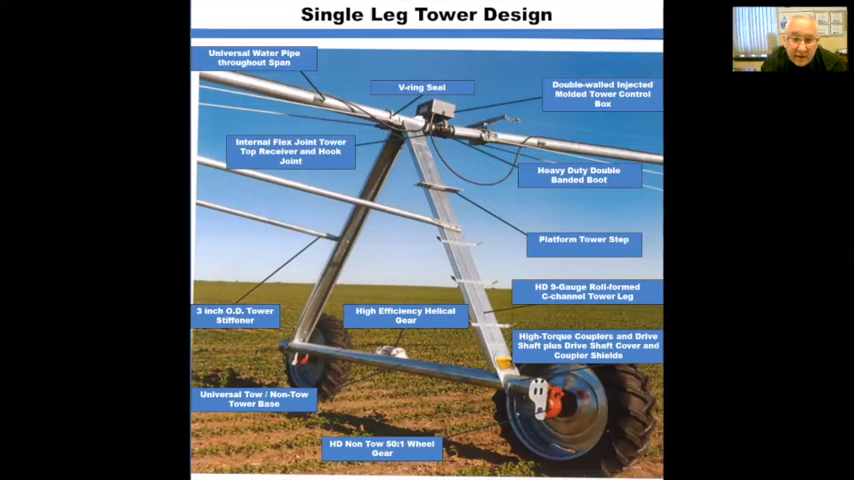 Single Leg Tower Design
Universal Water Pipe
throughout Span
V-ring Seal
Double-walled Injected
Molded Tower Control
Box
Internal Flex Joint Tower
Top Receiver and Hook
Joint
Heavy Duty Double
Banded Boot
Platform Tower Step
HD 9-Gauge Roll-formed
C-channel Tower Leg
3 inch O.D. Tower
Stiffener
High Efficiency Helical
Gear
High-Torque Couplers and Drive
Shaft plus Drive Shaft Cover and
Coupler Shields
Universal Tow / Non-Tow
Tower Base
HD Non Tow 50:1 Wheel
Gear